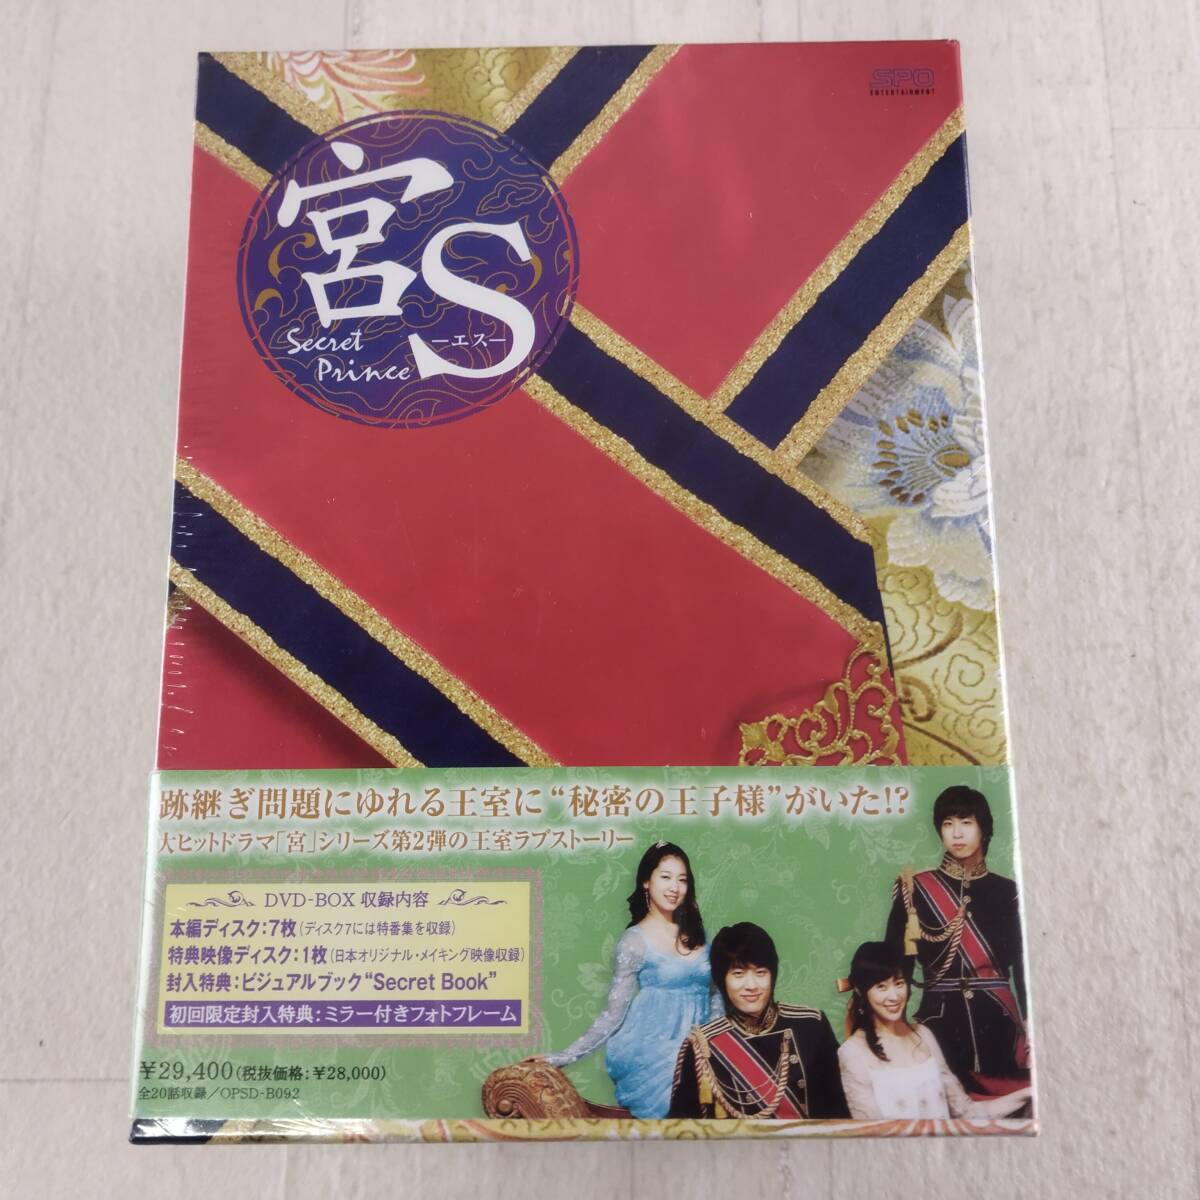 SPO
ENTERTAINMENT
宮S
Secret
Prince
―エス―
跡継ぎ問題にゆれる王室に“秘密の王子様”がいた!?
大ヒットドラマ「宮」シリーズ第2弾の王室ラブストーリー
DVD-BOX 収録内容
本編ディスク:7枚(ディスク7には特番集を収録)
特典映像ディスク:1枚(日本オリジナル・メイキング映像収録)
封入特典:ビジュアルブック“Secret Book”
初回限定封入特典:ミラー付きフォトフレーム
¥29,400(税抜価格:¥28,000)
全20話収録／OPSD-B092